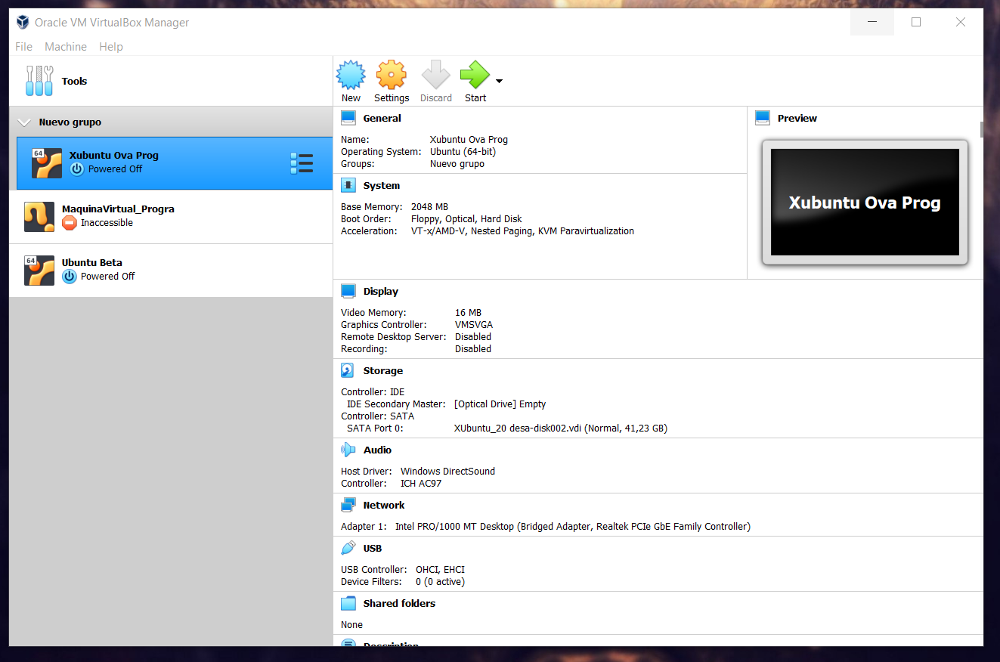 Oracle VM VirtualBox Manager
File Machine Help
Tools
New Settings Discard Start
Nuevo grupo
64
Xubuntu Ova Prog
Powered Off
MaquinaVirtual_Progra
Inaccessible
64
Ubuntu Beta
Powered Off
General
Name: Xubuntu Ova Prog
Operating System: Ubuntu (64-bit)
Groups: Nuevo grupo
System
Base Memory: 2048 MB
Boot Order: Floppy, Optical, Hard Disk
Acceleration: VT-x/AMD-V, Nested Paging, KVM Paravirtualization
Preview
Xubuntu Ova Prog
Display
Video Memory: 16 MB
Graphics Controller: VMSVGA
Remote Desktop Server: Disabled
Recording: Disabled
Storage
Controller: IDE
IDE Secondary Master: [Optical Drive] Empty
Controller: SATA
SATA Port 0: XUbuntu_20 desa-disk002.vdi (Normal, 41,23 GB)
Audio
Host Driver: Windows DirectSound
Controller: ICH AC97
Network
Adapter 1: Intel PRO/1000 MT Desktop (Bridged Adapter, Realtek PCIe GbE Family Controller)
USB
USB Controller: OHCI, EHCI
Device Filters: 0 (0 active)
Shared folders
None
Description